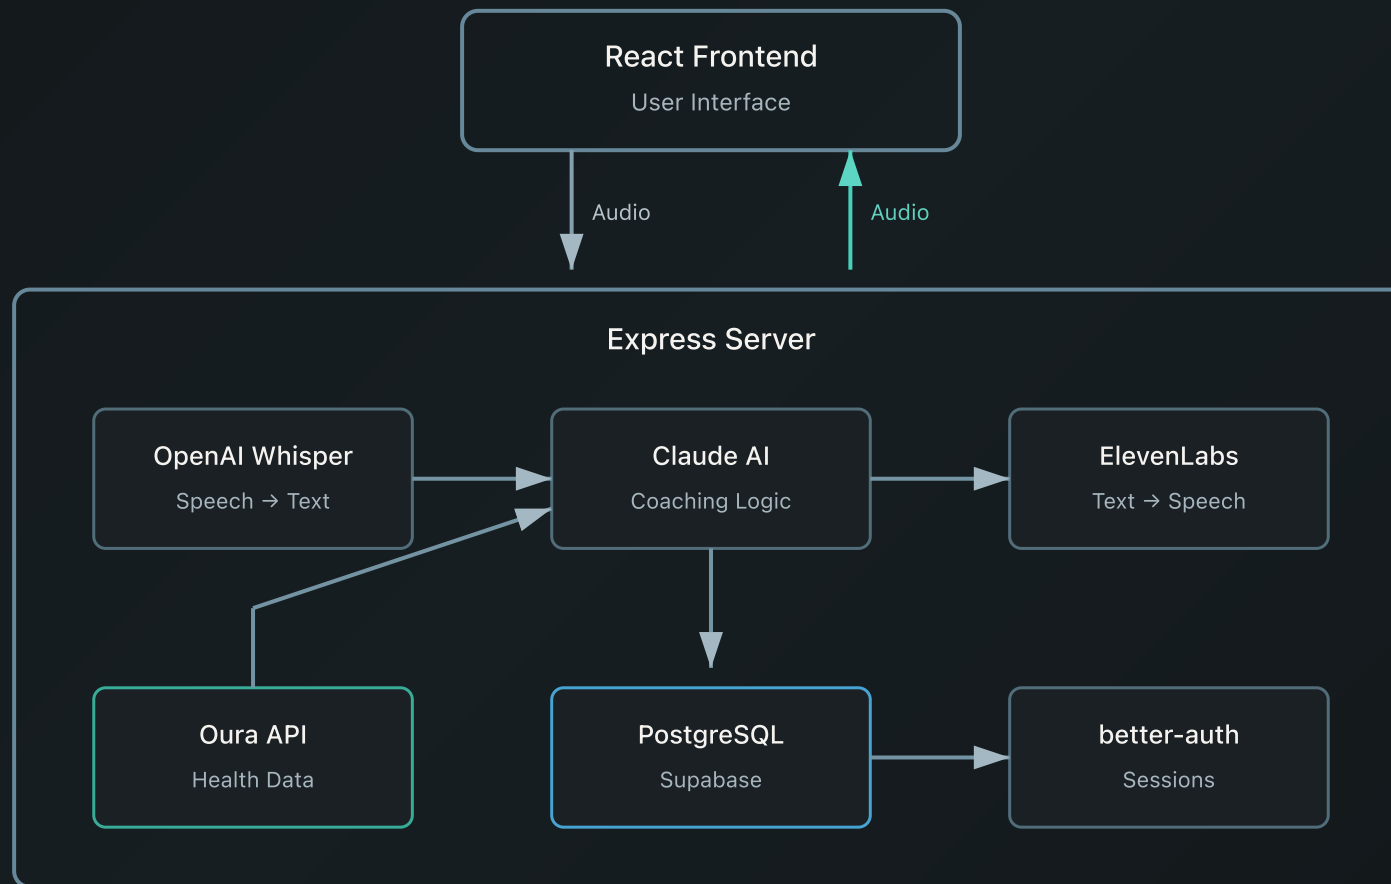 React Frontend
User Interface
Audio
Audio
Express Server
OpenAI Whisper
Speech → Text
Claude AI
Coaching Logic
ElevenLabs
Text → Speech
Oura API
Health Data
PostgreSQL
Supabase
better-auth
Sessions